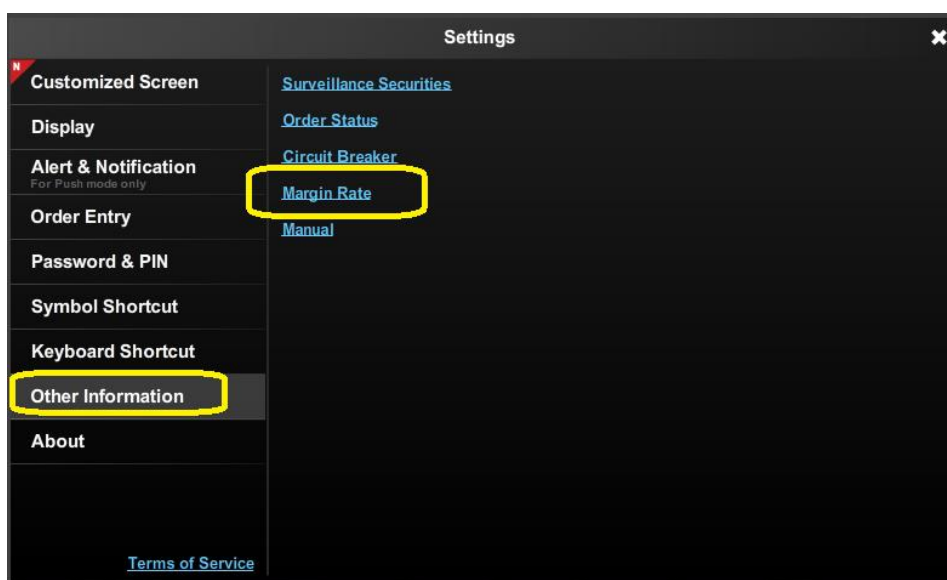 Settings
N
Customized Screen
Display
Alert & Notification
For Push mode only
Order Entry
Password & PIN
Symbol Shortcut
Keyboard Shortcut
Other Information
About
Terms of Service
Surveillance Securities
Order Status
Circuit Breaker
Margin Rate
Manual